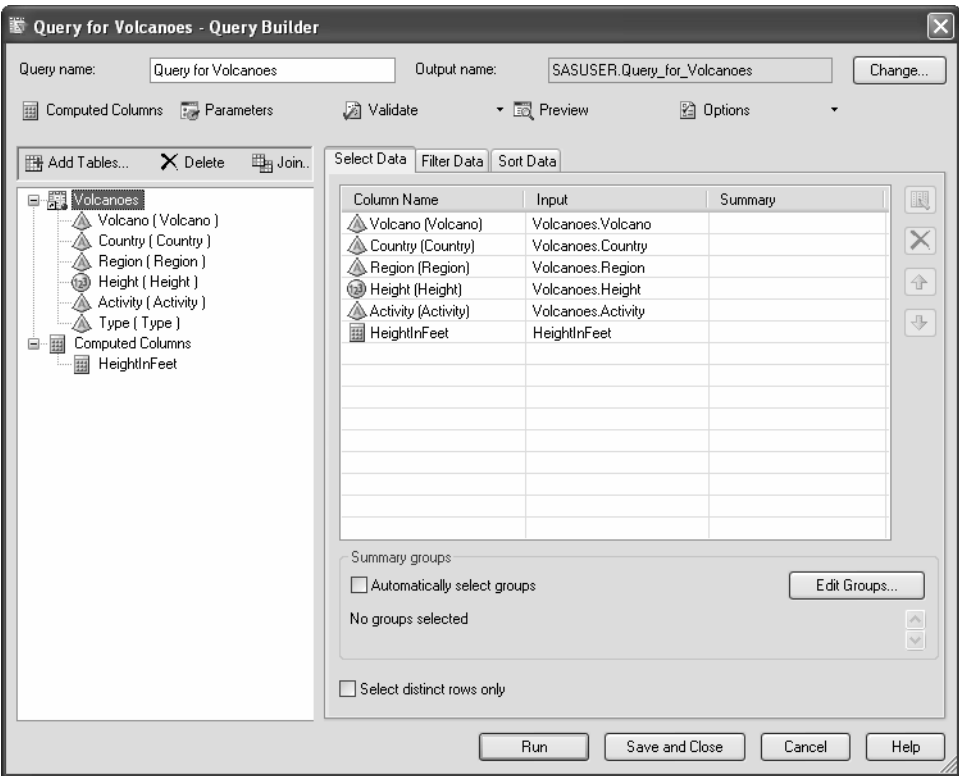 Query for Volcanoes - Query Builder
Query name: Query for Volcanoes Output name: SASUSER.Query_for_Volcanoes Change...
Computed Columns Parameters Validate Preview Options
Add Tables... Delete Join..
Volcanoes
Volcano ( Volcano )
Country ( Country )
Region ( Region )
123 Height ( Height )
Activity ( Activity )
Type ( Type )
Computed Columns
HeightInFeet
Select Data Filter Data Sort Data
Column Name Input Summary
Volcano (Volcano) Volcanoes.Volcano
Country (Country) Volcanoes.Country
Region (Region) Volcanoes.Region
123 Height (Height) Volcanoes.Height
Activity (Activity) Volcanoes.Activity
HeightInFeet HeightInFeet
Summary groups
Automatically select groups Edit Groups...
No groups selected
Select distinct rows only
Run Save and Close Cancel Help